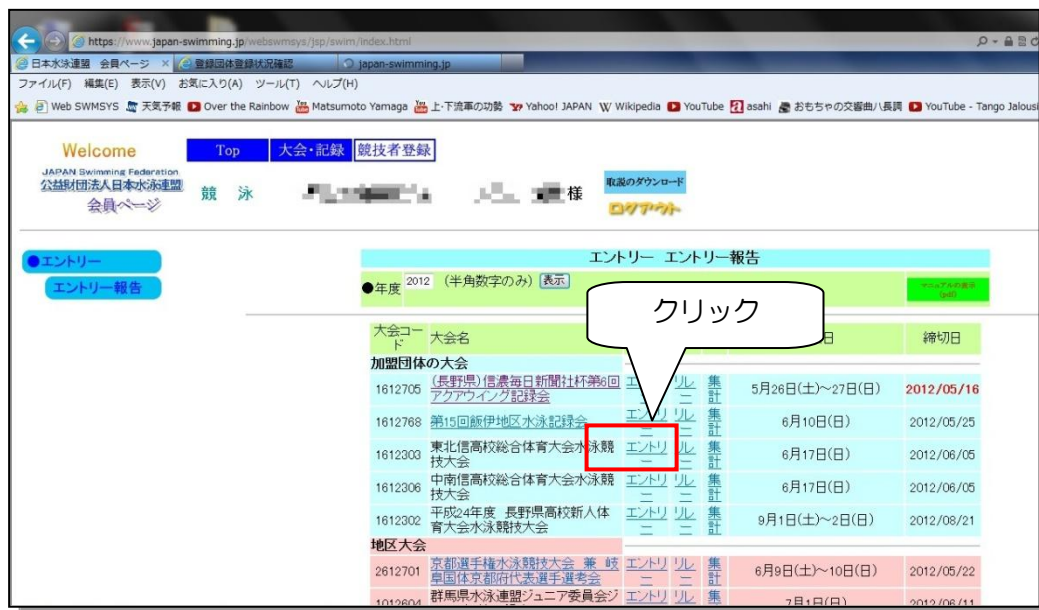 https://www.japan-swimming.jp/webswmsys/jsp/swim/index.html
日本水泳連盟 会員ページ
登録団体登録状況確認
japan-swimming.jp
ファイル(F) 編集(E) 表示(V) お気に入り(A) ツール(T) ヘルプ(H)
Web SWMSYS 天気予報 Over the Rainbow Matsumoto Yamaga 上・下流軍の功勢 Yahoo! JAPAN Wikipedia YouTube asahi おもちゃの交響曲/長調 YouTube - Tango Jalousi
Welcome
Top 大会・記録 競技者登録
JAPAN Swimming Federation
公益財団法人日本水泳連盟
会員ページ
競 泳
様
取説のダウンロード
ログアウト
●エントリー
エントリー報告
エントリー エントリー報告
●年度 2012 (半角数字のみ) 表示
マニュアルの表示
(pdf)
クリック
大会コー
ド
大会名
日
締切日
加盟団体の大会
1612705 (長野県)信濃毎日新聞社杯第6回
アクアウイング記録会
リレ
ー
集
計
5月26日(土)～27日(日) 2012/05/16
1612768 第15回飯伊地区水泳記録会
エントリ
ー
リレ
ー
集
計
6月10日(日) 2012/05/25
1612303 東北信高校総合体育大会水泳競
技大会
エントリ
ー
リレ
ー
集
計
6月17日(日) 2012/06/05
1612306 中南信高校総合体育大会水泳競
技大会
エントリ
ー
リレ
ー
集
計
6月17日(日) 2012/06/05
1612302 平成24年度 長野県高校新人体
育大会水泳競技大会
エントリ
ー
リレ
ー
集
計
9月1日(土)～2日(日) 2012/08/21
地区大会
2612701 京都選手権水泳競技大会 兼 岐
阜国体京都府代表選手選考会
エントリ
ー
リレ
ー
集
計
6月9日(土)～10日(日) 2012/05/22
1012604 群馬県水泳連盟ジュニア委員会ジ
エントリ
リレ
集
7月1日(日) 2012/06/11